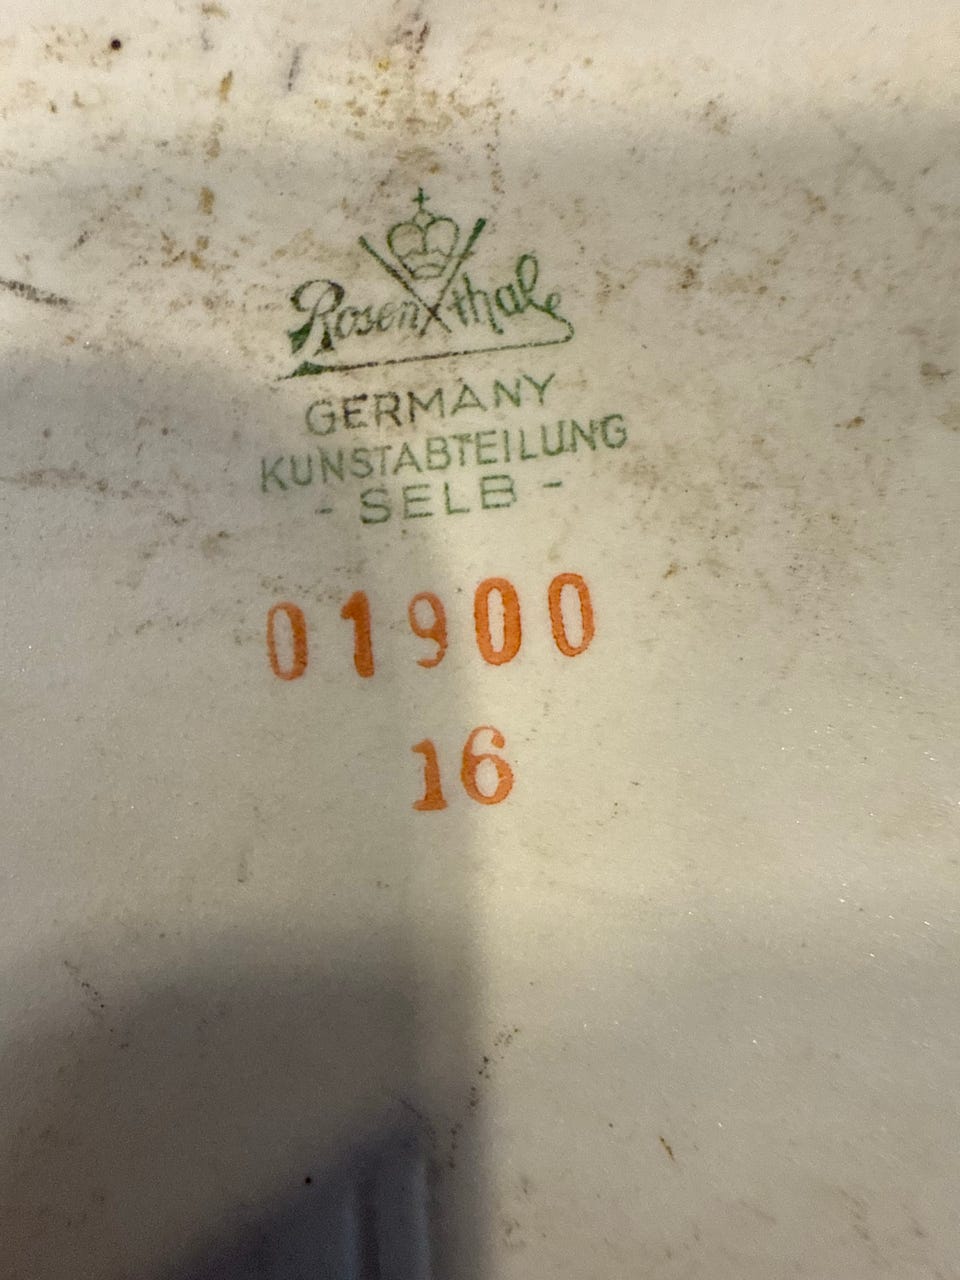 Rosenthal
GERMANY
KUNSTABTEILUNG
- SELB -
01900
16